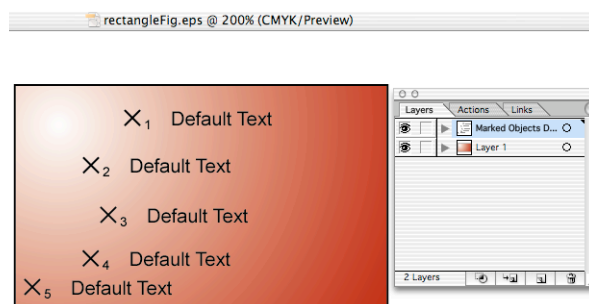 rectangleFig.eps @ 200% (CMYK/Preview)
Layers Actions Links
Marked Objects D...
Layer 1
2 Layers
X1 Default Text
X2 Default Text
X3 Default Text
X4 Default Text
X5 Default Text